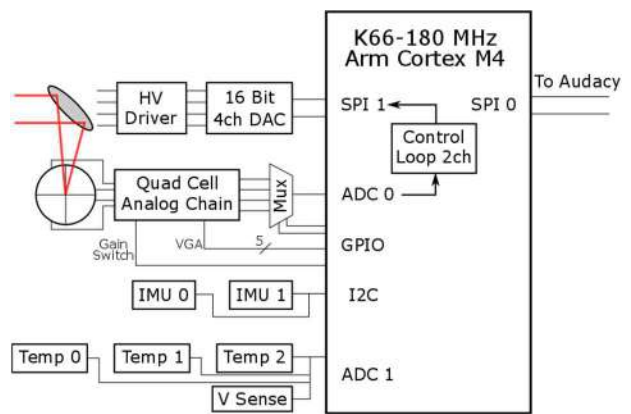 K66-180 MHz
Arm Cortex M4
To Audacy
HV
Driver
16 Bit
4ch DAC
SPI 1
SPI 0
Control
Loop 2ch
Quad Cell
Analog Chain
Mux
ADC 0
Gain
Switch
VGA
5
GPIO
IMU 0
IMU 1
I2C
Temp 0
Temp 1
Temp 2
ADC 1
V Sense